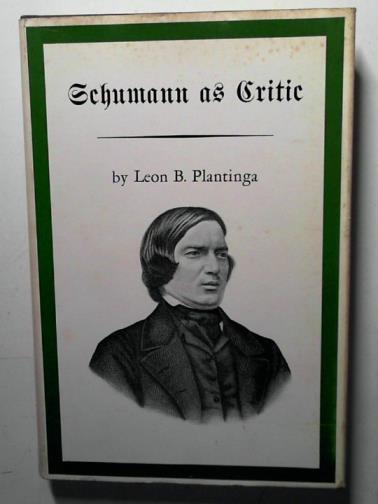 Schumann as Critic
by Leon B. Plantinga